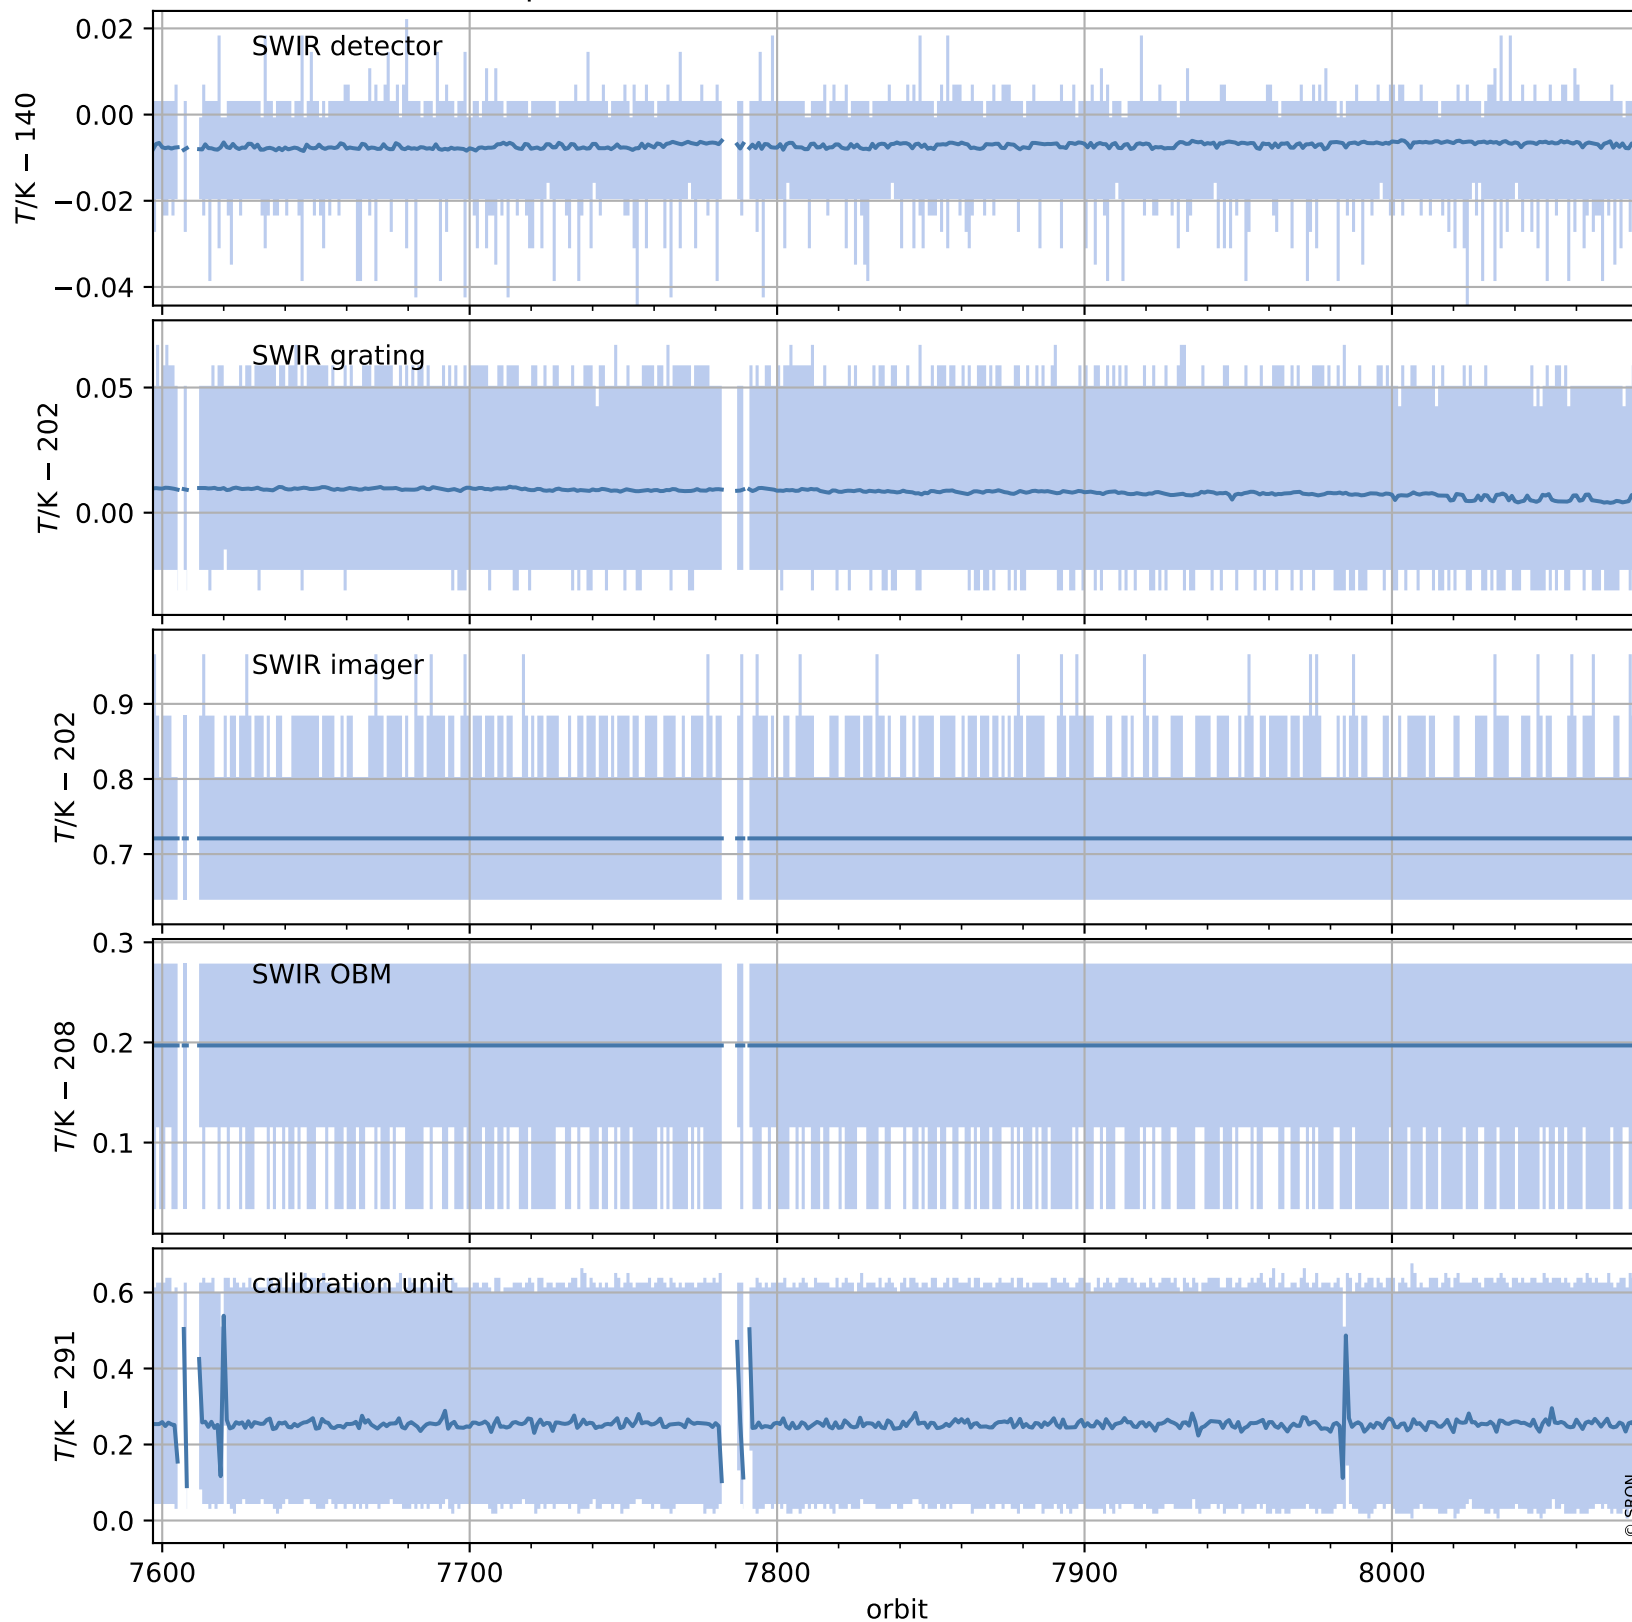 SWIR detector
0.02
0.00
−0.02
−0.04
T/K − 140
SWIR grating
0.05
0.00
T/K − 202
SWIR imager
0.9
0.8
0.7
T/K − 202
SWIR OBM
0.3
0.2
0.1
T/K − 208
calibration unit
0.6
0.4
0.2
0.0
T/K − 291
7600 7700 7800 7900 8000
orbit
© SRON